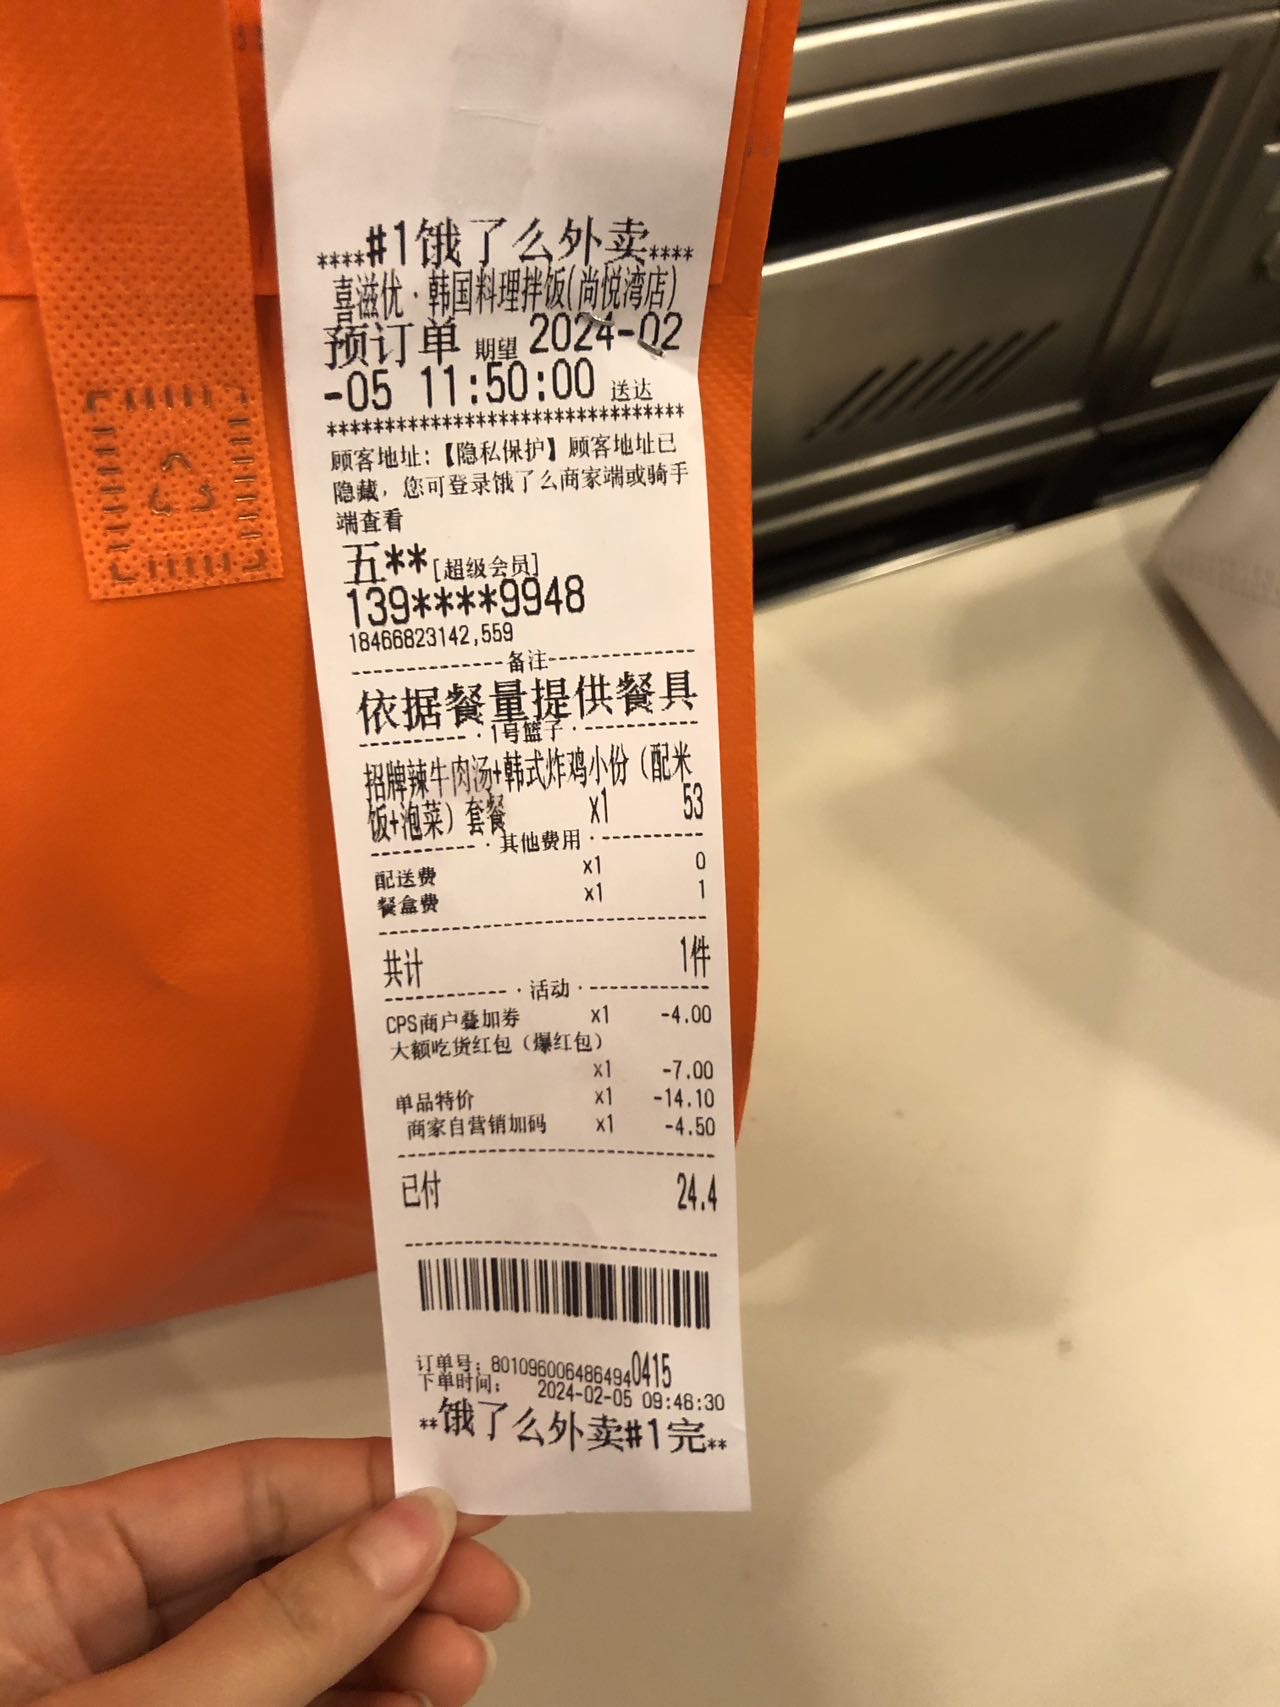 ****#1饿了么外卖****
喜滋优·韩国料理拌饭(尚悦湾店)
预订单 期望 2024-02
-05 11:50:00 送达
********************************
顾客地址:【隐私保护】顾客地址已
隐藏，您可登录饿了么商家端或骑手
端查看
五** [超级会员]
139****9948
18466823142,559
-------------备注-------------
依据餐量提供餐具
-----------·1号篮子·-----------
招牌辣牛肉汤+韩式炸鸡小份（配米
饭+泡菜）套餐 x1 53
-----------·其他费用·-----------
配送费 x1 0
餐盒费 x1 1
--------------------------------
共计 1件
-------------·活动·-------------
CPS商户叠加券 x1 -4.00
大额吃货红包（爆红包）
x1 -7.00
单品特价 x1 -14.10
商家自营销加码 x1 -4.50
--------------------------------
已付 24.4
--------------------------------
订单号: 8010960064864940415
下单时间: 2024-02-05 09:46:30
**饿了么外卖#1完**